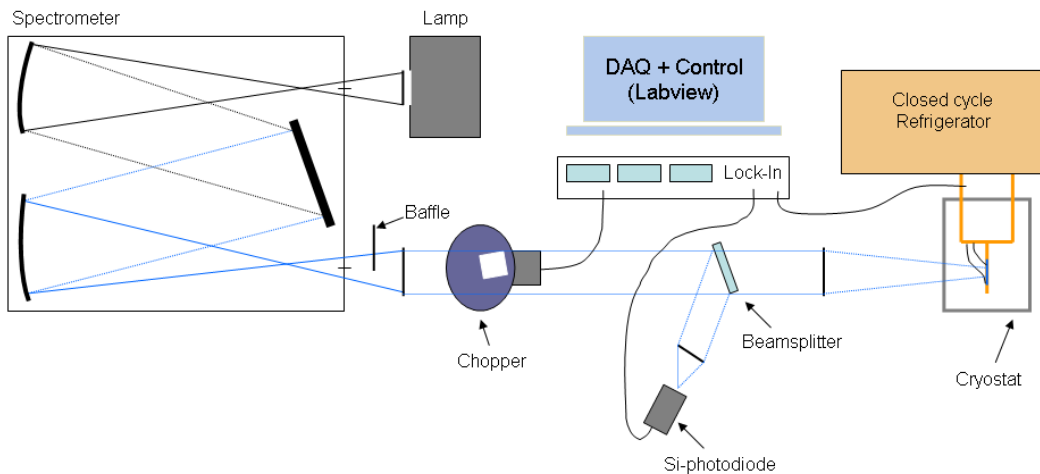 Spectrometer
Lamp
DAQ + Control
(Labview)
Closed cycle
Refrigerator
Lock-In
Baffle
Chopper
Beamsplitter
Cryostat
Si-photodiode